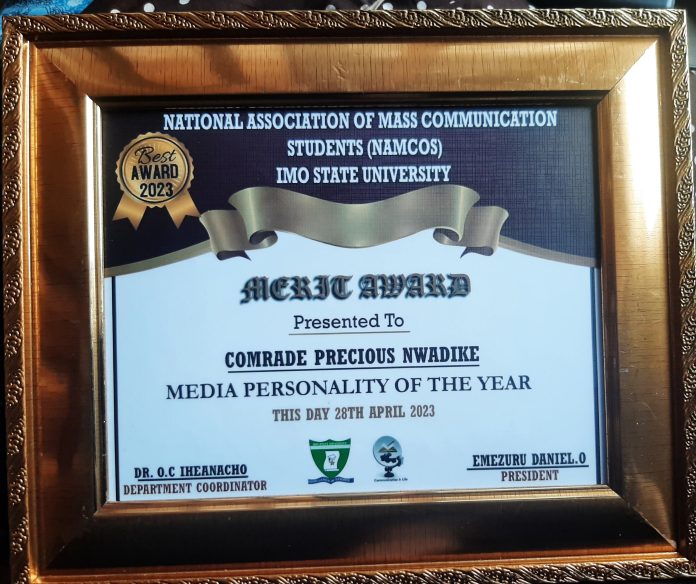 NATIONAL ASSOCIATION OF MASS COMMUNICATION
STUDENTS (NAMCOS)
IMO STATE UNIVERSITY
Best
AWARD
2023
MERIT AWARD
Presented To
COMRADE PRECIOUS NWADIKE
MEDIA PERSONALITY OF THE YEAR
THIS DAY 28TH APRIL 2023
DR. O.C IHEANACHO
DEPARTMENT COORDINATOR
EMEZURU DANIEL.O
PRESIDENT